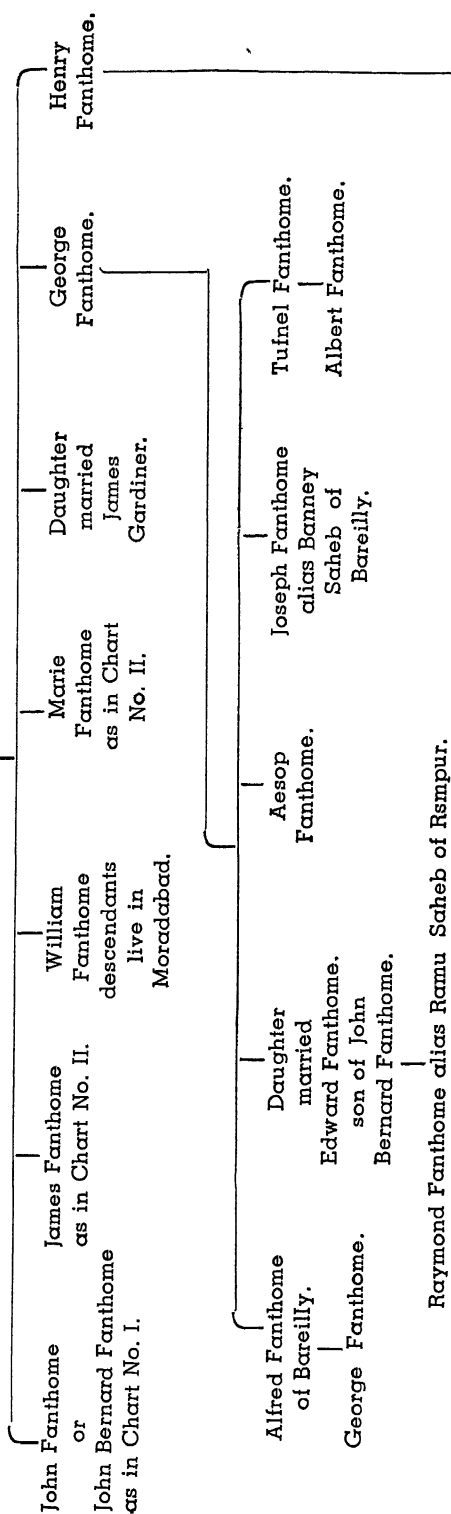 John Fanthome
or
John Bernard Fanthome
as in Chart No. I.
James Fanthome
as in Chart No. II.
William
Fanthome
descendants
live in
Moradabad.
Marie
Fanthome
as in Chart
No. II.
Daughter
married
James
Gardiner.
George
Fanthome.
Henry
Fanthome.
Alfred Fanthome
of Bareilly.
George Fanthome.
Daughter
married
Edward Fanthome.
son of John
Bernard Fanthome.
Raymond Fanthome alias Ramu Saheb of Rsmpur.
Aesop
Fanthome.
Joseph Fanthome
alias Banney
Saheb of
Bareilly.
Tufnel Fanthome.
Albert Fanthome.